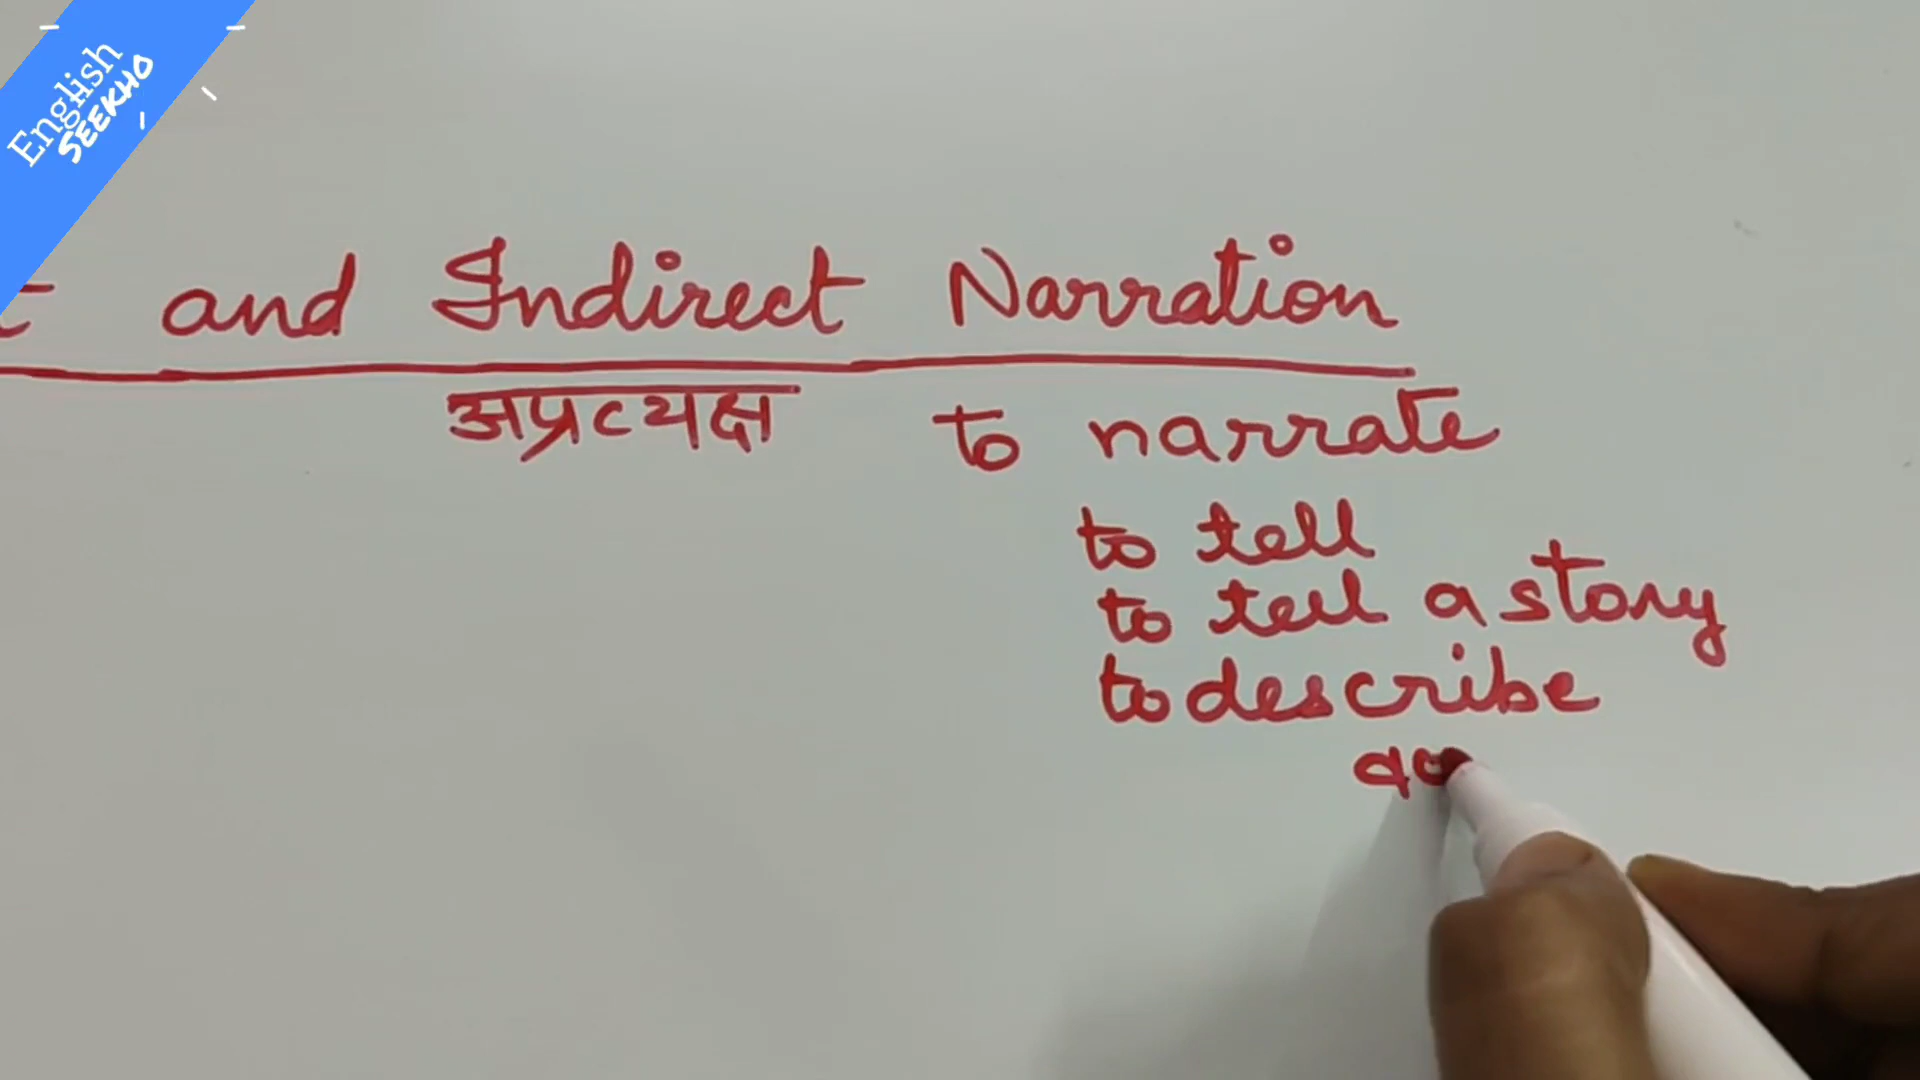 English
SEEKHO
and Indirect Narration
अप्रत्यक्ष to narrate
to tell
to tell a story
to describe